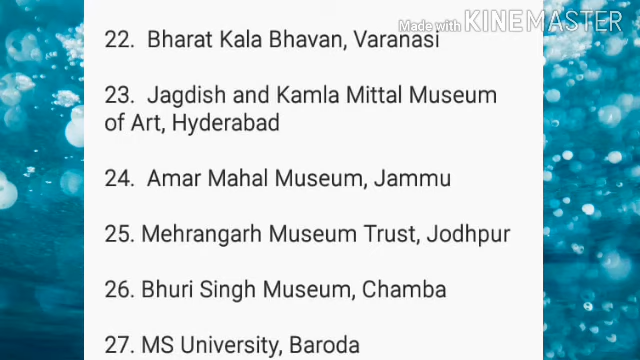 Made with KINEMASTER
22. Bharat Kala Bhavan, Varanasi
23. Jagdish and Kamla Mittal Museum
of Art, Hyderabad
24. Amar Mahal Museum, Jammu
25. Mehrangarh Museum Trust, Jodhpur
26. Bhuri Singh Museum, Chamba
27. MS University, Baroda